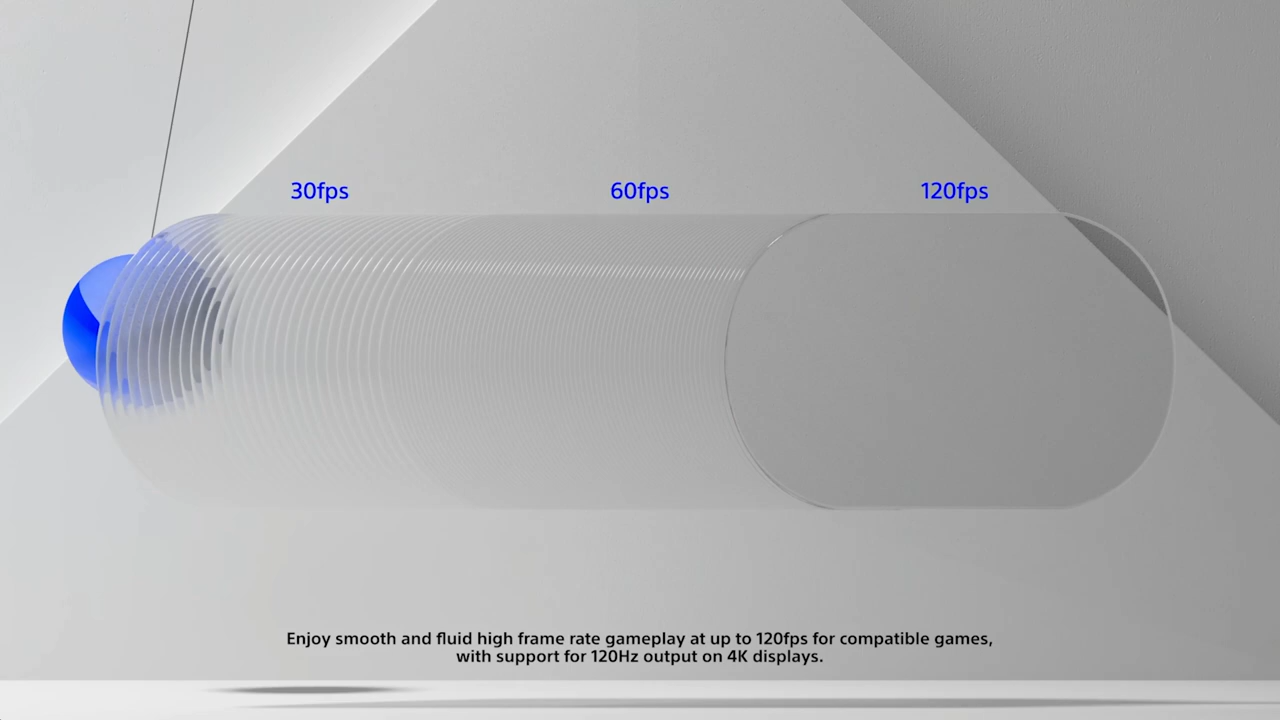 30fps
60fps
120fps
Enjoy smooth and fluid high frame rate gameplay at up to 120fps for compatible games,
with support for 120Hz output on 4K displays.